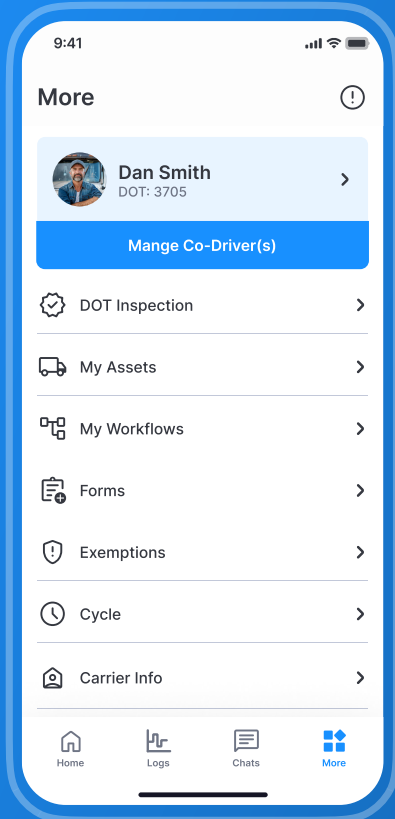 9:41
More
Dan Smith
DOT: 3705
Mange Co-Driver(s)
DOT Inspection
My Assets
My Workflows
Forms
Exemptions
Cycle
Carrier Info
Home
Logs
Chats
More